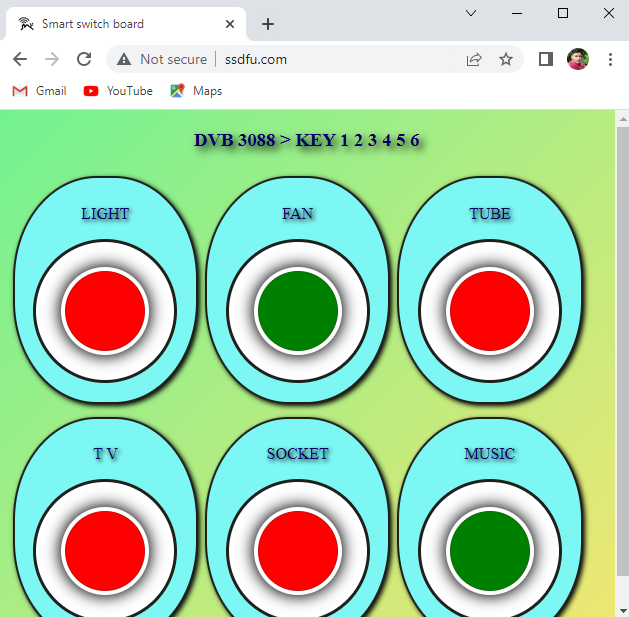 Smart switch board
Not secure | ssdfu.com
Gmail YouTube Maps
DVB 3088 > KEY 1 2 3 4 5 6
LIGHT FAN TUBE
T V SOCKET MUSIC